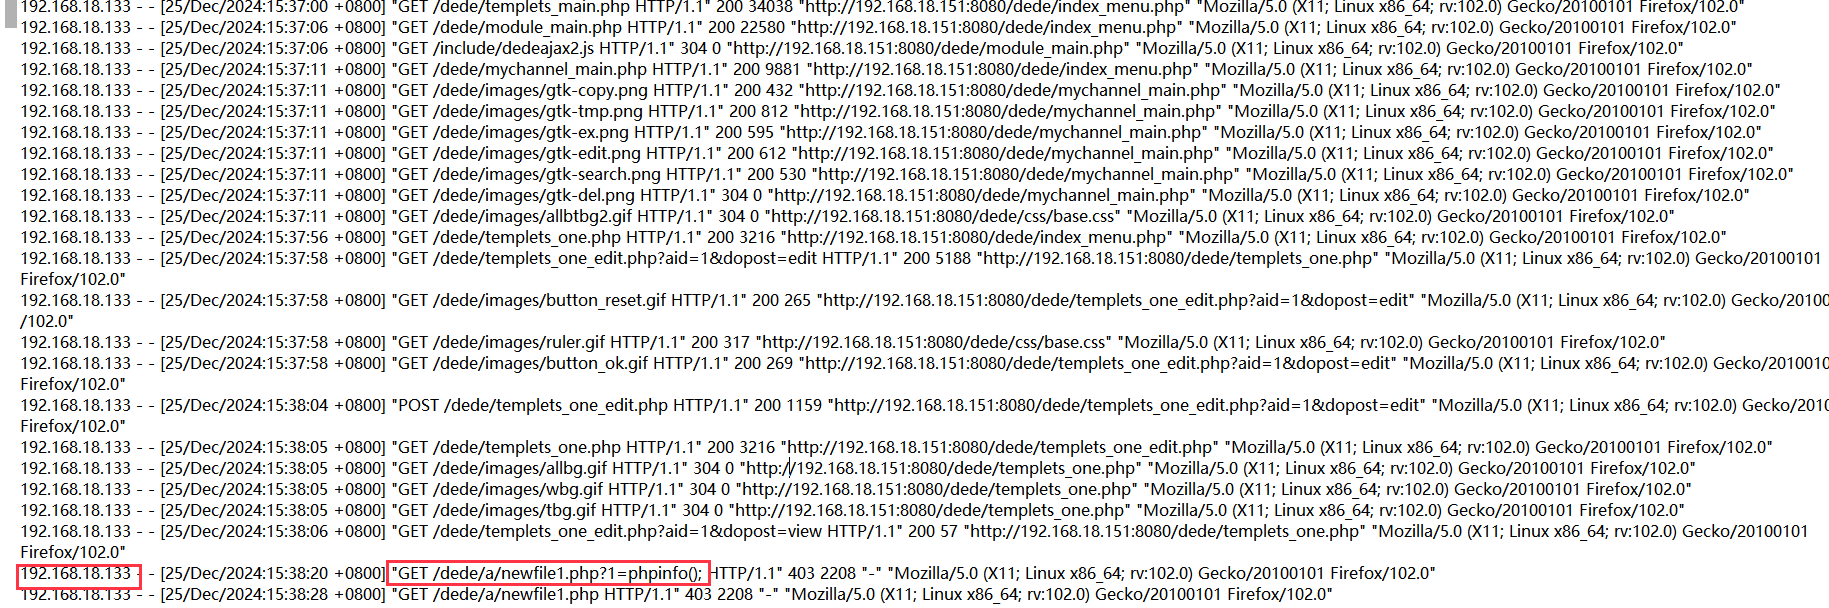 192.168.18.133 - - [25/Dec/2024:15:37:00 +0800] "GET /dede/templets_main.php HTTP/1.1" 200 34038 "http://192.168.18.151:8080/dede/index_menu.php" "Mozilla/5.0 (X11; Linux x86_64; rv:102.0) Gecko/20100101 Firefox/102.0"
192.168.18.133 - - [25/Dec/2024:15:37:06 +0800] "GET /dede/module_main.php HTTP/1.1" 200 22580 "http://192.168.18.151:8080/dede/index_menu.php" "Mozilla/5.0 (X11; Linux x86_64; rv:102.0) Gecko/20100101 Firefox/102.0"
192.168.18.133 - - [25/Dec/2024:15:37:06 +0800] "GET /include/dedeajax2.js HTTP/1.1" 304 0 "http://192.168.18.151:8080/dede/module_main.php" "Mozilla/5.0 (X11; Linux x86_64; rv:102.0) Gecko/20100101 Firefox/102.0"
192.168.18.133 - - [25/Dec/2024:15:37:11 +0800] "GET /dede/mychannel_main.php HTTP/1.1" 200 9881 "http://192.168.18.151:8080/dede/index_menu.php" "Mozilla/5.0 (X11; Linux x86_64; rv:102.0) Gecko/20100101 Firefox/102.0"
192.168.18.133 - - [25/Dec/2024:15:37:11 +0800] "GET /dede/images/gtk-copy.png HTTP/1.1" 200 432 "http://192.168.18.151:8080/dede/mychannel_main.php" "Mozilla/5.0 (X11; Linux x86_64; rv:102.0) Gecko/20100101 Firefox/102.0"
192.168.18.133 - - [25/Dec/2024:15:37:11 +0800] "GET /dede/images/gtk-tmp.png HTTP/1.1" 200 812 "http://192.168.18.151:8080/dede/mychannel_main.php" "Mozilla/5.0 (X11; Linux x86_64; rv:102.0) Gecko/20100101 Firefox/102.0"
192.168.18.133 - - [25/Dec/2024:15:37:11 +0800] "GET /dede/images/gtk-ex.png HTTP/1.1" 200 595 "http://192.168.18.151:8080/dede/mychannel_main.php" "Mozilla/5.0 (X11; Linux x86_64; rv:102.0) Gecko/20100101 Firefox/102.0"
192.168.18.133 - - [25/Dec/2024:15:37:11 +0800] "GET /dede/images/gtk-edit.png HTTP/1.1" 200 612 "http://192.168.18.151:8080/dede/mychannel_main.php" "Mozilla/5.0 (X11; Linux x86_64; rv:102.0) Gecko/20100101 Firefox/102.0"
192.168.18.133 - - [25/Dec/2024:15:37:11 +0800] "GET /dede/images/gtk-search.png HTTP/1.1" 200 530 "http://192.168.18.151:8080/dede/mychannel_main.php" "Mozilla/5.0 (X11; Linux x86_64; rv:102.0) Gecko/20100101 Firefox/102.0"
192.168.18.133 - - [25/Dec/2024:15:37:11 +0800] "GET /dede/images/gtk-del.png HTTP/1.1" 304 0 "http://192.168.18.151:8080/dede/mychannel_main.php" "Mozilla/5.0 (X11; Linux x86_64; rv:102.0) Gecko/20100101 Firefox/102.0"
192.168.18.133 - - [25/Dec/2024:15:37:11 +0800] "GET /dede/images/allbtbg2.gif HTTP/1.1" 304 0 "http://192.168.18.151:8080/dede/css/base.css" "Mozilla/5.0 (X11; Linux x86_64; rv:102.0) Gecko/20100101 Firefox/102.0"
192.168.18.133 - - [25/Dec/2024:15:37:56 +0800] "GET /dede/templets_one.php HTTP/1.1" 200 3216 "http://192.168.18.151:8080/dede/index_menu.php" "Mozilla/5.0 (X11; Linux x86_64; rv:102.0) Gecko/20100101 Firefox/102.0"
192.168.18.133 - - [25/Dec/2024:15:37:58 +0800] "GET /dede/templets_one_edit.php?aid=1&dopost=edit HTTP/1.1" 200 5188 "http://192.168.18.151:8080/dede/templets_one.php" "Mozilla/5.0 (X11; Linux x86_64; rv:102.0) Gecko/20100101
Firefox/102.0"
192.168.18.133 - - [25/Dec/2024:15:37:58 +0800] "GET /dede/images/button_reset.gif HTTP/1.1" 200 265 "http://192.168.18.151:8080/dede/templets_one_edit.php?aid=1&dopost=edit" "Mozilla/5.0 (X11; Linux x86_64; rv:102.0) Gecko/20100
/102.0"
192.168.18.133 - - [25/Dec/2024:15:37:58 +0800] "GET /dede/images/ruler.gif HTTP/1.1" 200 317 "http://192.168.18.151:8080/dede/css/base.css" "Mozilla/5.0 (X11; Linux x86_64; rv:102.0) Gecko/20100101 Firefox/102.0"
192.168.18.133 - - [25/Dec/2024:15:37:58 +0800] "GET /dede/images/button_ok.gif HTTP/1.1" 200 269 "http://192.168.18.151:8080/dede/templets_one_edit.php?aid=1&dopost=edit" "Mozilla/5.0 (X11; Linux x86_64; rv:102.0) Gecko/2010010
Firefox/102.0"
192.168.18.133 - - [25/Dec/2024:15:38:04 +0800] "POST /dede/templets_one_edit.php HTTP/1.1" 200 1159 "http://192.168.18.151:8080/dede/templets_one_edit.php?aid=1&dopost=edit" "Mozilla/5.0 (X11; Linux x86_64; rv:102.0) Gecko/20100
Firefox/102.0"
192.168.18.133 - - [25/Dec/2024:15:38:05 +0800] "GET /dede/templets_one.php HTTP/1.1" 200 3216 "http://192.168.18.151:8080/dede/templets_one_edit.php" "Mozilla/5.0 (X11; Linux x86_64; rv:102.0) Gecko/20100101 Firefox/102.0"
192.168.18.133 - - [25/Dec/2024:15:38:05 +0800] "GET /dede/images/allbg.gif HTTP/1.1" 304 0 "http://192.168.18.151:8080/dede/templets_one.php" "Mozilla/5.0 (X11; Linux x86_64; rv:102.0) Gecko/20100101 Firefox/102.0"
192.168.18.133 - - [25/Dec/2024:15:38:05 +0800] "GET /dede/images/wbg.gif HTTP/1.1" 304 0 "http://192.168.18.151:8080/dede/templets_one.php" "Mozilla/5.0 (X11; Linux x86_64; rv:102.0) Gecko/20100101 Firefox/102.0"
192.168.18.133 - - [25/Dec/2024:15:38:05 +0800] "GET /dede/images/tbg.gif HTTP/1.1" 304 0 "http://192.168.18.151:8080/dede/templets_one.php" "Mozilla/5.0 (X11; Linux x86_64; rv:102.0) Gecko/20100101 Firefox/102.0"
192.168.18.133 - - [25/Dec/2024:15:38:06 +0800] "GET /dede/templets_one_edit.php?aid=1&dopost=view HTTP/1.1" 200 57 "http://192.168.18.151:8080/dede/templets_one.php" "Mozilla/5.0 (X11; Linux x86_64; rv:102.0) Gecko/20100101
Firefox/102.0"
192.168.18.133 - - [25/Dec/2024:15:38:20 +0800] "GET /dede/a/newfile1.php?1=phpinfo(); HTTP/1.1" 403 2208 "-" "Mozilla/5.0 (X11; Linux x86_64; rv:102.0) Gecko/20100101 Firefox/102.0"
192.168.18.133 - - [25/Dec/2024:15:38:28 +0800] "GET /dede/a/newfile1.php HTTP/1.1" 403 2208 "-" "Mozilla/5.0 (X11; Linux x86_64; rv:102.0) Gecko/20100101 Firefox/102.0"